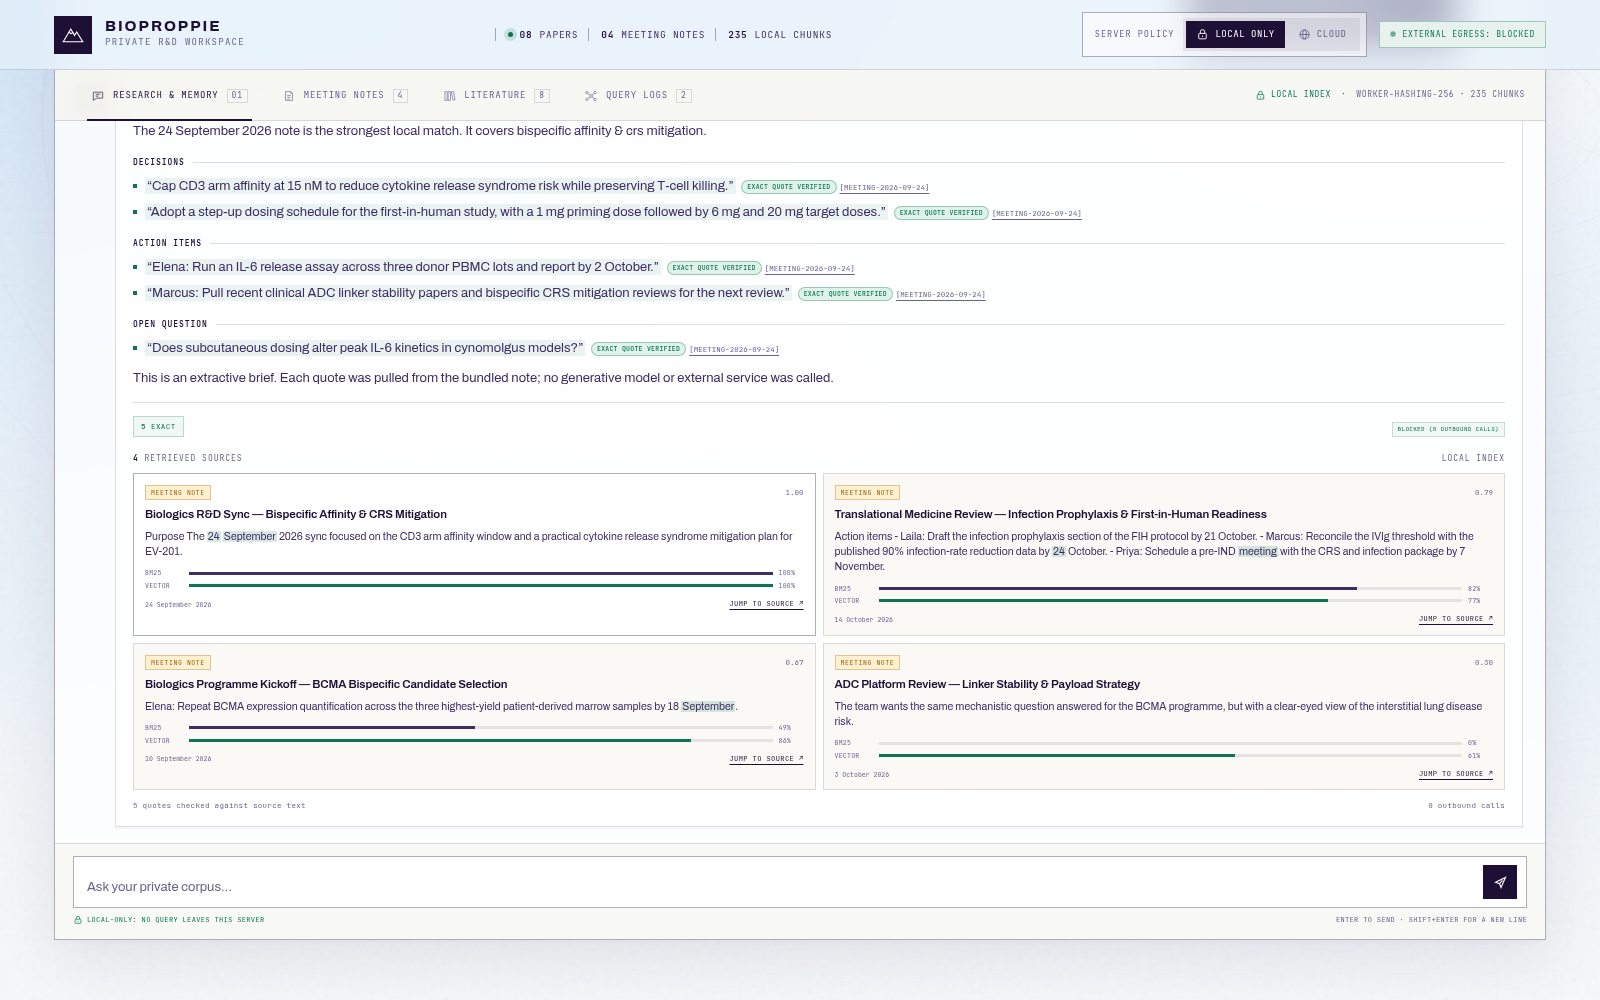 BIOPROPPIE
PRIVATE R&D WORKSPACE
08 PAPERS
04 MEETING NOTES
235 LOCAL CHUNKS
SERVER POLICY
LOCAL ONLY
CLOUD
EXTERNAL EGRESS: BLOCKED
RESEARCH & MEMORY 01
MEETING NOTES 4
LITERATURE 8
QUERY LOGS 2
LOCAL INDEX · WORKER-HASHING-256 · 235 CHUNKS
The 24 September 2026 note is the strongest local match. It covers bispecific affinity & crs mitigation.
DECISIONS
“Cap CD3 arm affinity at 15 nM to reduce cytokine release syndrome risk while preserving T-cell killing.” EXACT QUOTE VERIFIED [MEETING-2026-09-24]
“Adopt a step-up dosing schedule for the first-in-human study, with a 1 mg priming dose followed by 6 mg and 20 mg target doses.” EXACT QUOTE VERIFIED [MEETING-2026-09-24]
ACTION ITEMS
“Elena: Run an IL-6 release assay across three donor PBMC lots and report by 2 October.” EXACT QUOTE VERIFIED [MEETING-2026-09-24]
“Marcus: Pull recent clinical ADC linker stability papers and bispecific CRS mitigation reviews for the next review.” EXACT QUOTE VERIFIED [MEETING-2026-09-24]
OPEN QUESTION
“Does subcutaneous dosing alter peak IL-6 kinetics in cynomolgus models?” EXACT QUOTE VERIFIED [MEETING-2026-09-24]
This is an extractive brief. Each quote was pulled from the bundled note; no generative model or external service was called.
5 EXACT
BLOCKED (0 OUTBOUND CALLS)
4 RETRIEVED SOURCES
LOCAL INDEX
MEETING NOTE
1.00
Biologics R&D Sync — Bispecific Affinity & CRS Mitigation
Purpose The 24 September 2026 sync focused on the CD3 arm affinity window and a practical cytokine release syndrome mitigation plan for
EV-201.
BM25 100%
VECTOR 100%
24 September 2026
JUMP TO SOURCE ↗
MEETING NOTE
0.79
Translational Medicine Review — Infection Prophylaxis & First-in-Human Readiness
Action items - Laila: Draft the infection prophylaxis section of the FIH protocol by 21 October. - Marcus: Reconcile the IVIg threshold with the
published 90% infection-rate reduction data by 24 October. - Priya: Schedule a pre-IND meeting with the CRS and infection package by 7
November.
BM25 82%
VECTOR 77%
14 October 2026
JUMP TO SOURCE ↗
MEETING NOTE
0.67
Biologics Programme Kickoff — BCMA Bispecific Candidate Selection
Elena: Repeat BCMA expression quantification across the three highest-yield patient-derived marrow samples by 18 September.
BM25 49%
VECTOR 86%
10 September 2026
JUMP TO SOURCE ↗
MEETING NOTE
0.30
ADC Platform Review — Linker Stability & Payload Strategy
The team wants the same mechanistic question answered for the BCMA programme, but with a clear-eyed view of the interstitial lung disease
risk.
BM25 0%
VECTOR 61%
3 October 2026
JUMP TO SOURCE ↗
5 quotes checked against source text
0 outbound calls
Ask your private corpus...
LOCAL-ONLY: NO QUERY LEAVES THIS SERVER
ENTER TO SEND · SHIFT+ENTER FOR A NEW LINE